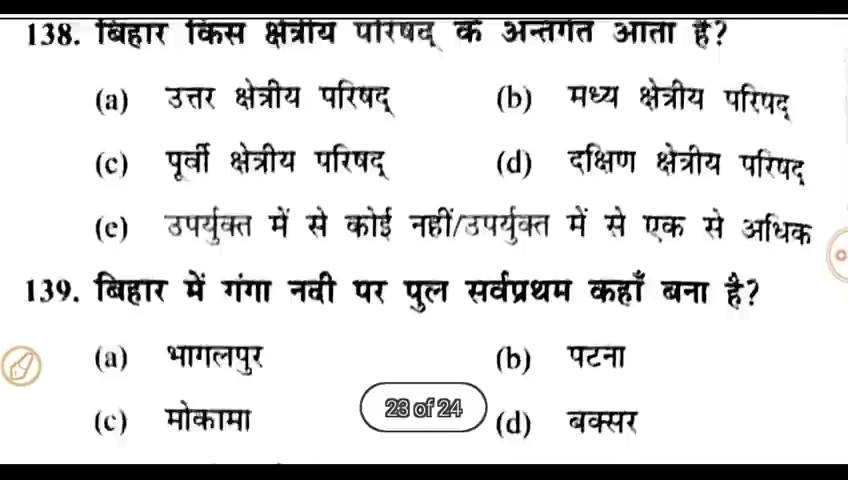 138. बिहार किस क्षेत्रीय परिषद् के अन्तर्गत आता है?
(a) उत्तर क्षेत्रीय परिषद् (b) मध्य क्षेत्रीय परिषद्
(c) पूर्वी क्षेत्रीय परिषद् (d) दक्षिण क्षेत्रीय परिषद्
(e) उपर्युक्त में से कोई नहीं/उपर्युक्त में से एक से अधिक
139. बिहार में गंगा नदी पर पुल सर्वप्रथम कहाँ बना है?
(a) भागलपुर (b) पटना
23 of 24
(c) मोकामा (d) बक्सर